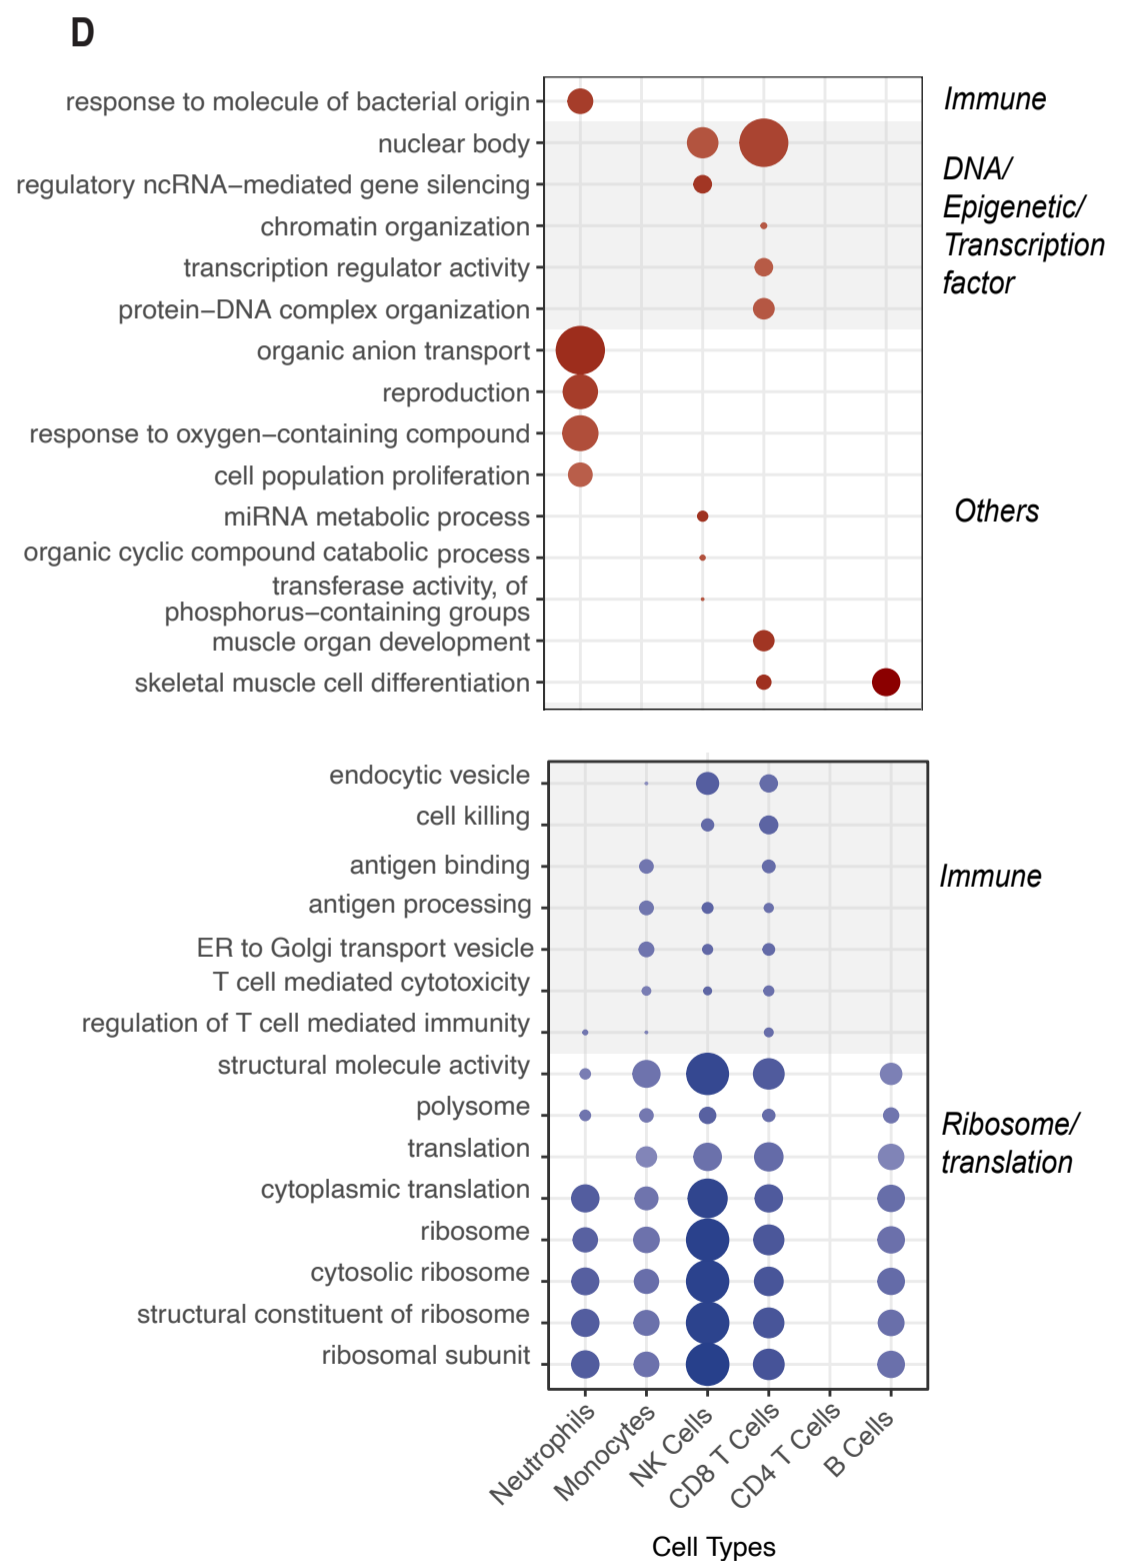 D
response to molecule of bacterial origin
nuclear body
regulatory ncRNA−mediated gene silencing
chromatin organization
transcription regulator activity
protein−DNA complex organization
organic anion transport
reproduction
response to oxygen−containing compound
cell population proliferation
miRNA metabolic process
organic cyclic compound catabolic process
transferase activity, of
phosphorus−containing groups
muscle organ development
skeletal muscle cell differentiation
Immune
DNA/
Epigenetic/
Transcription
factor
Others
endocytic vesicle
cell killing
antigen binding
antigen processing
ER to Golgi transport vesicle
T cell mediated cytotoxicity
regulation of T cell mediated immunity
structural molecule activity
polysome
translation
cytoplasmic translation
ribosome
cytosolic ribosome
structural constituent of ribosome
ribosomal subunit
Immune
Ribosome/
translation
Neutrophils
Monocytes
NK Cells
CD8 T Cells
CD4 T Cells
B Cells
Cell Types